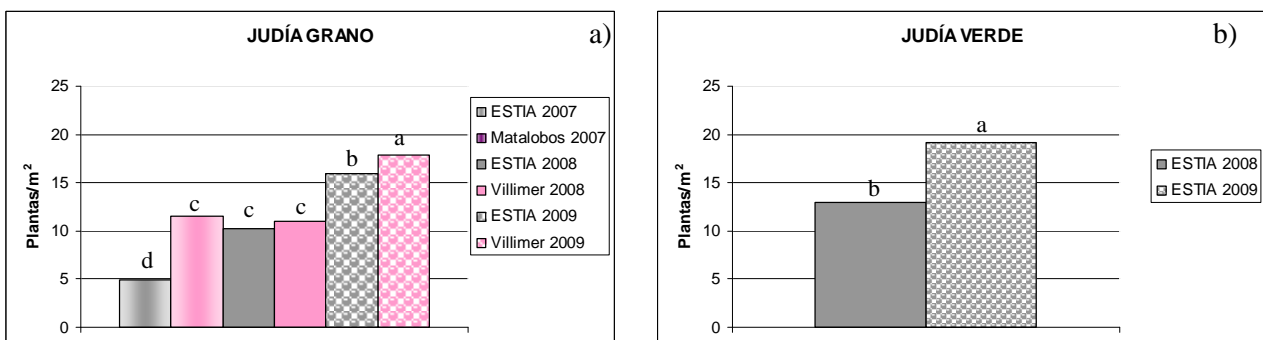 JUDÍA GRANO
a)
25
20
15
10
5
0
Plantas/m²
d
c
c
c
b
a
ESTIA 2007
Matalobos 2007
ESTIA 2008
Villimer 2008
ESTIA 2009
Villimer 2009
JUDÍA VERDE
b)
25
20
15
10
5
0
Plantas/m²
b
a
ESTIA 2008
ESTIA 2009